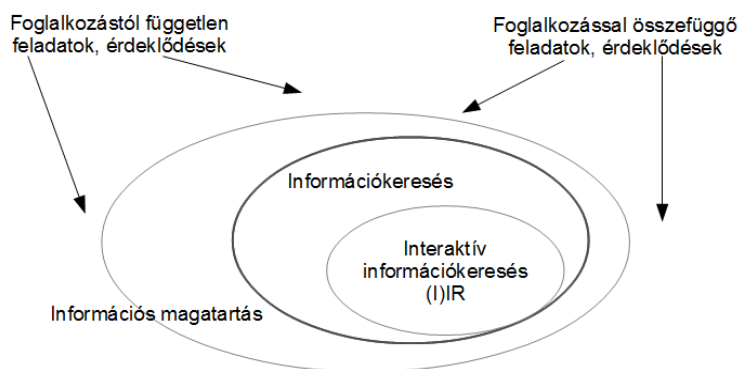 Foglalkozástól független
feladatok, érdeklődések
Foglalkozással összefüggő
feladatok, érdeklődések
Információkeresés
Interaktív
információkeresés
(I)IR
Információs magatartás